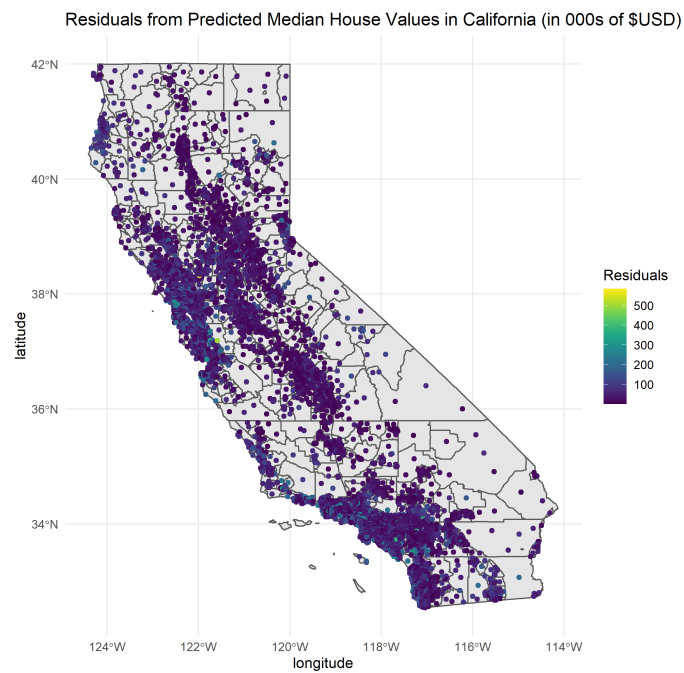 Residuals from Predicted Median House Values in California (in 000s of $USD)
42°N
40°N
38°N
36°N
34°N
latitude
124°W 122°W 120°W 118°W 116°W 114°W
longitude
Residuals
500
400
300
200
100